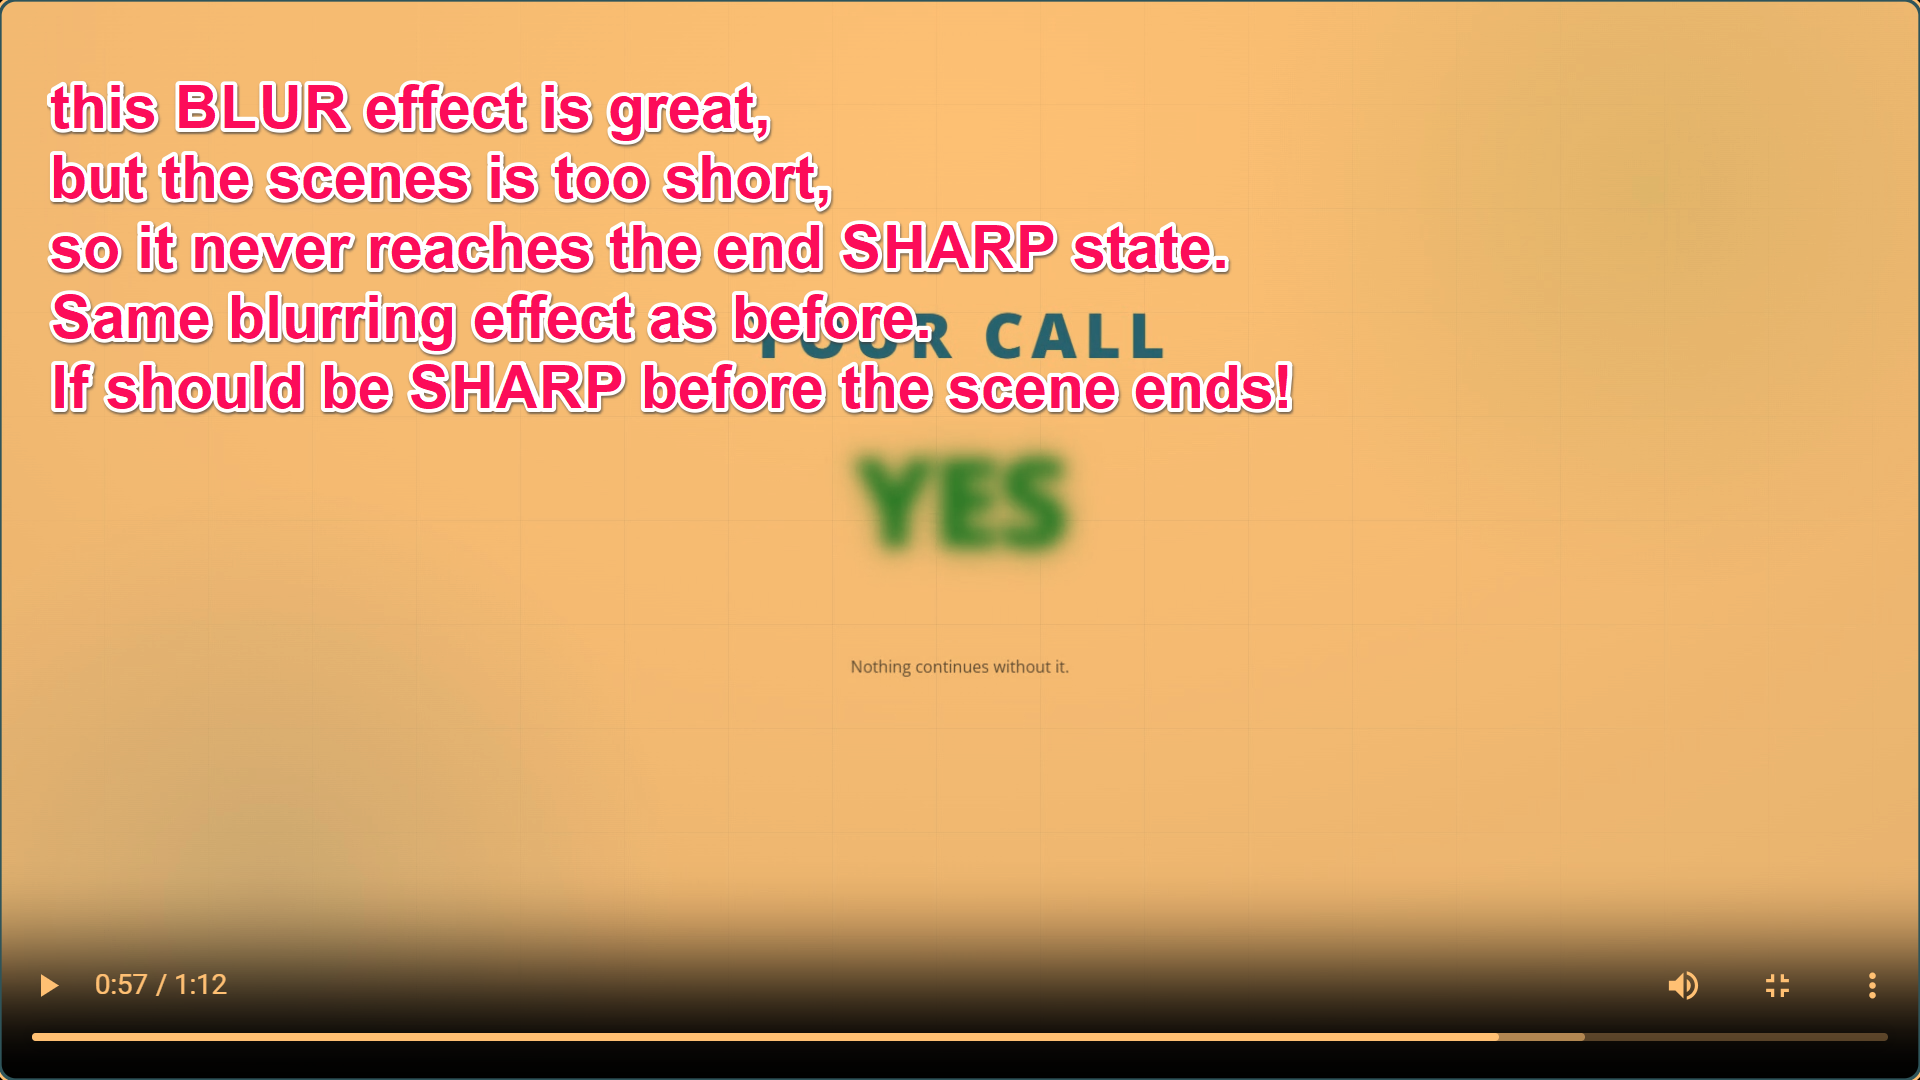 this BLUR effect is great,
but the scenes is too short,
so it never reaches the end SHARP state.
Same blurring effect as before.
If should be SHARP before the scene ends!
YOUR CALL
YES
Nothing continues without it.
0:57 / 1:12